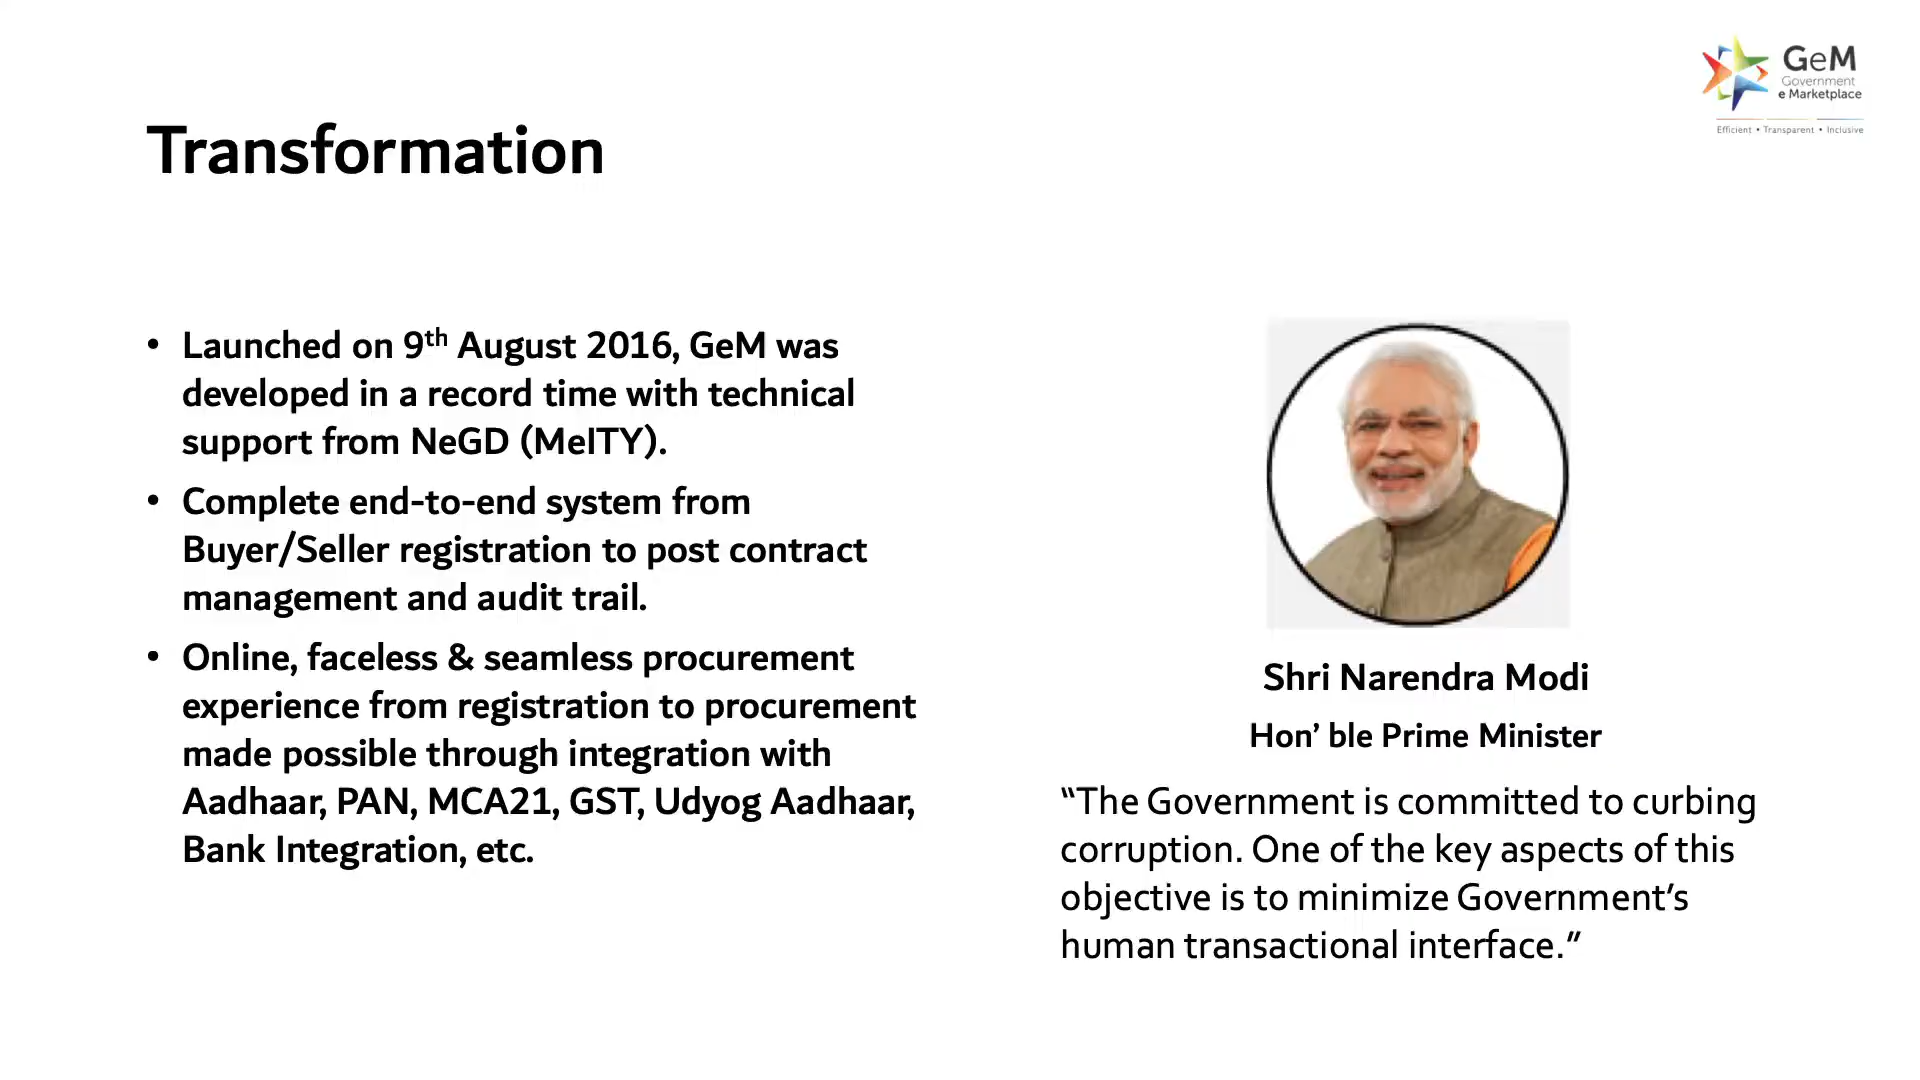 GeM
Government
e Marketplace
Efficient • Transparent • Inclusive
Transformation
• Launched on 9th August 2016, GeM was
developed in a record time with technical
support from NeGD (MeITY).
• Complete end-to-end system from
Buyer/Seller registration to post contract
management and audit trail.
• Online, faceless & seamless procurement
experience from registration to procurement
made possible through integration with
Aadhaar, PAN, MCA21, GST, Udyog Aadhaar,
Bank Integration, etc.
Shri Narendra Modi
Hon’ ble Prime Minister
“The Government is committed to curbing
corruption. One of the key aspects of this
objective is to minimize Government’s
human transactional interface.”